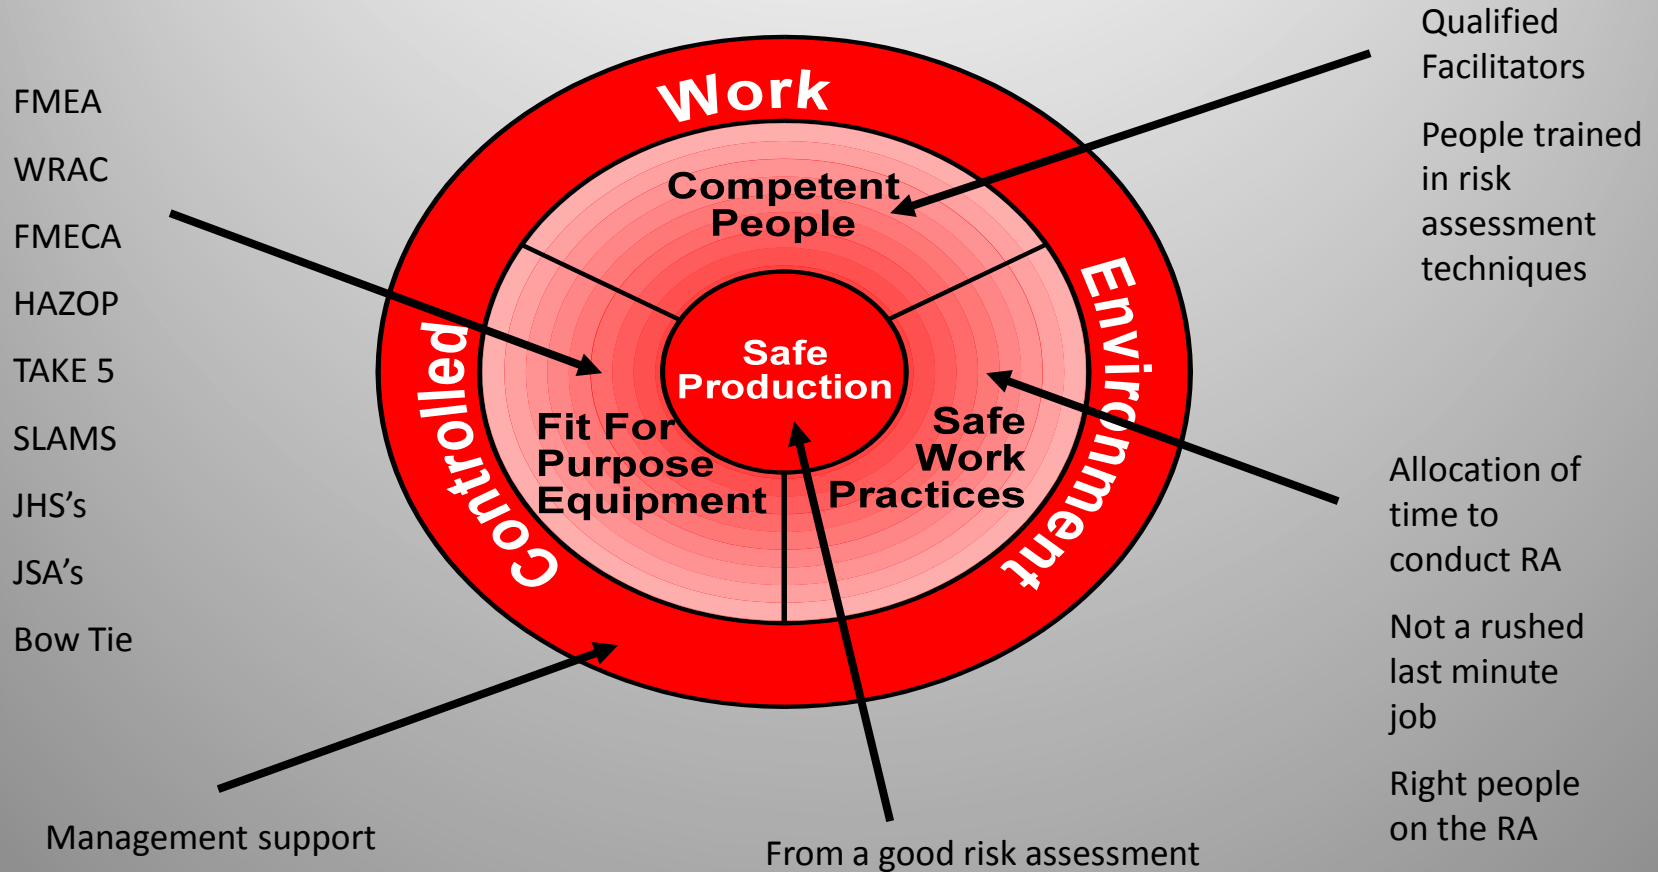 FMEA
WRAC
FMECA
HAZOP
TAKE 5
SLAMS
JHS’s
JSA’s
Bow Tie
Work
Controlled
Environment
Competent
People
Safe
Production
Fit For
Purpose
Equipment
Safe
Work
Practices
Qualified
Facilitators
People trained
in risk
assessment
techniques
Allocation of
time to
conduct RA
Not a rushed
last minute
job
Right people
on the RA
Management support
From a good risk assessment